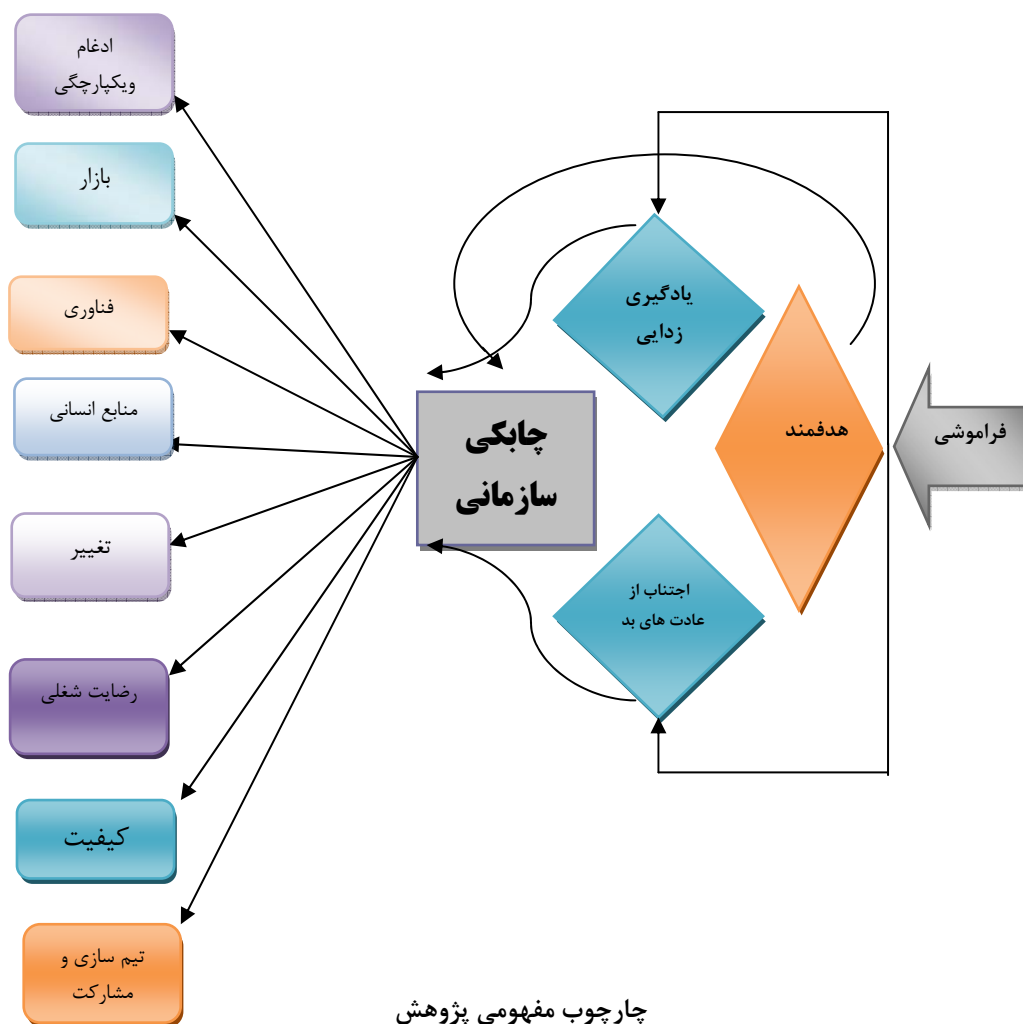 ادغام
ویکپارچگی
بازار
فناوری
منابع انسانی
تغییر
رضایت شغلی
کیفیت
تیم سازی و
مشارکت
چابکی
سازمانی
یادگیری
زدایی
هدفمند
اجتناب از
عادت های بد
فراموشی
چارچوب مفهومی پژوهش